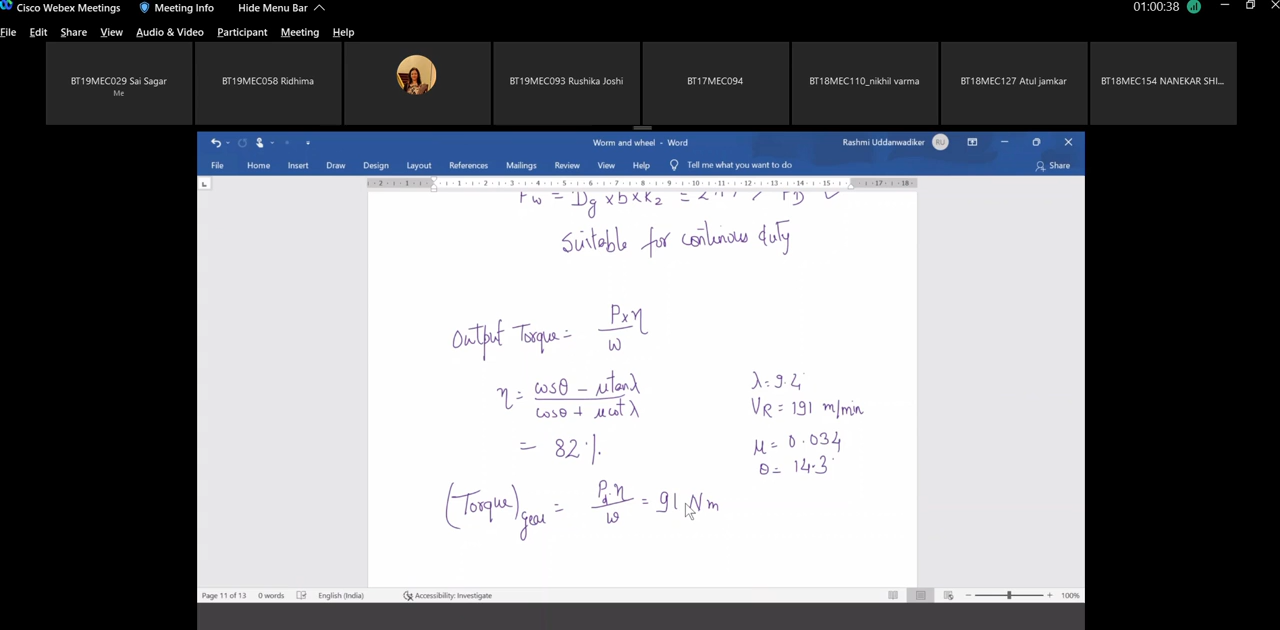 Cisco Webex Meetings Meeting Info Hide Menu Bar 01:00:38
File Edit Share View Audio & Video Participant Meeting Help
BT19MEC029 Sai Sagar
Me
BT19MEC058 Ridhima
BT19MEC093 Rushika Joshi
BT17MEC094
BT18MEC110_nikhil varma
BT18MEC127 Atul jamkar
BT18MEC154 NANEKAR SHI...
Worm and wheel - Word Rashmi Uddanwadiker RU
File Home Insert Draw Design Layout References Mailings Review View Help Tell me what you want to do Share
Suitable for continous duty
Output Torque = P x η / ω
η = cosθ - μtanλ / cosθ + μcotλ
= 82%
λ = 9.4°
VR = 191 m/min
μ = 0.034
θ = 14.3°
(Torque)gear = Pd.η / ω = 91 Nm
Page 11 of 13 0 words English (India) Accessibility: Investigate 100%